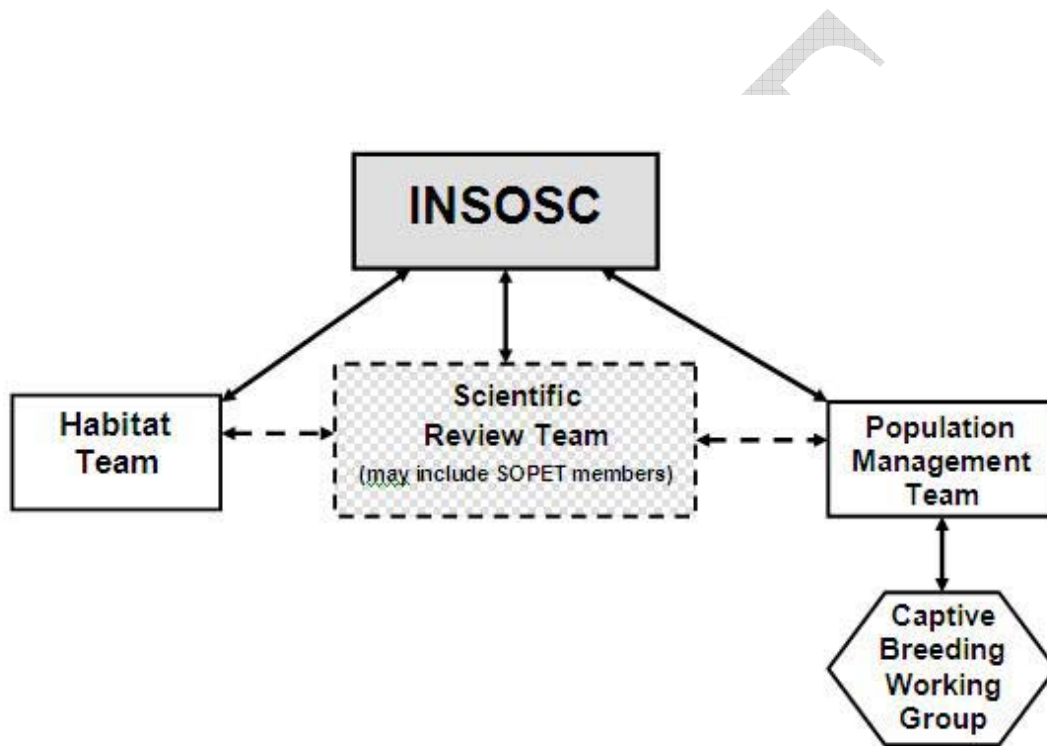 INSOSC
Habitat
Team
Scientific
Review Team
(may include SOPET members)
Population
Management
Team
Captive
Breeding
Working
Group